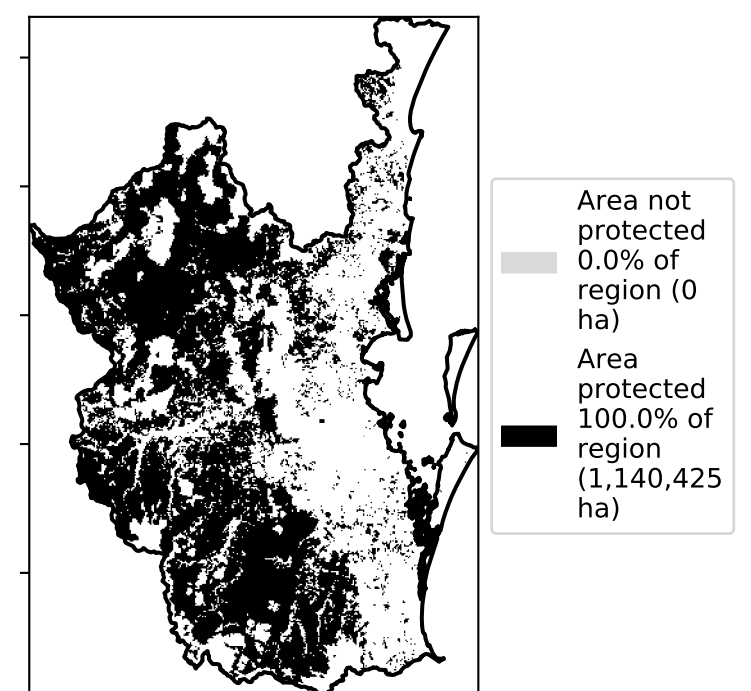 Area not
protected
0.0% of
region (0
ha)
Area
protected
100.0% of
region
(1,140,425
ha)